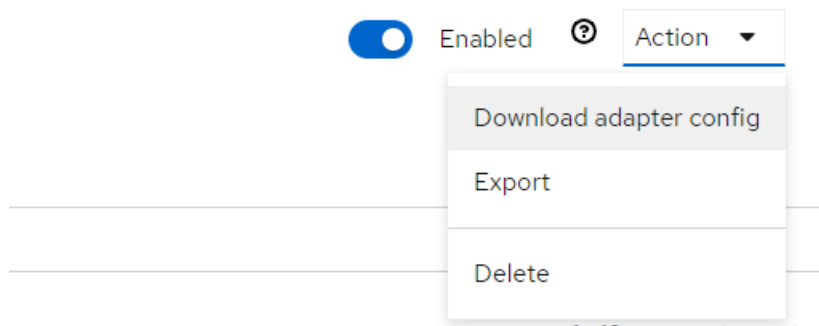 Enabled
Action
Download adapter config
Export
Delete